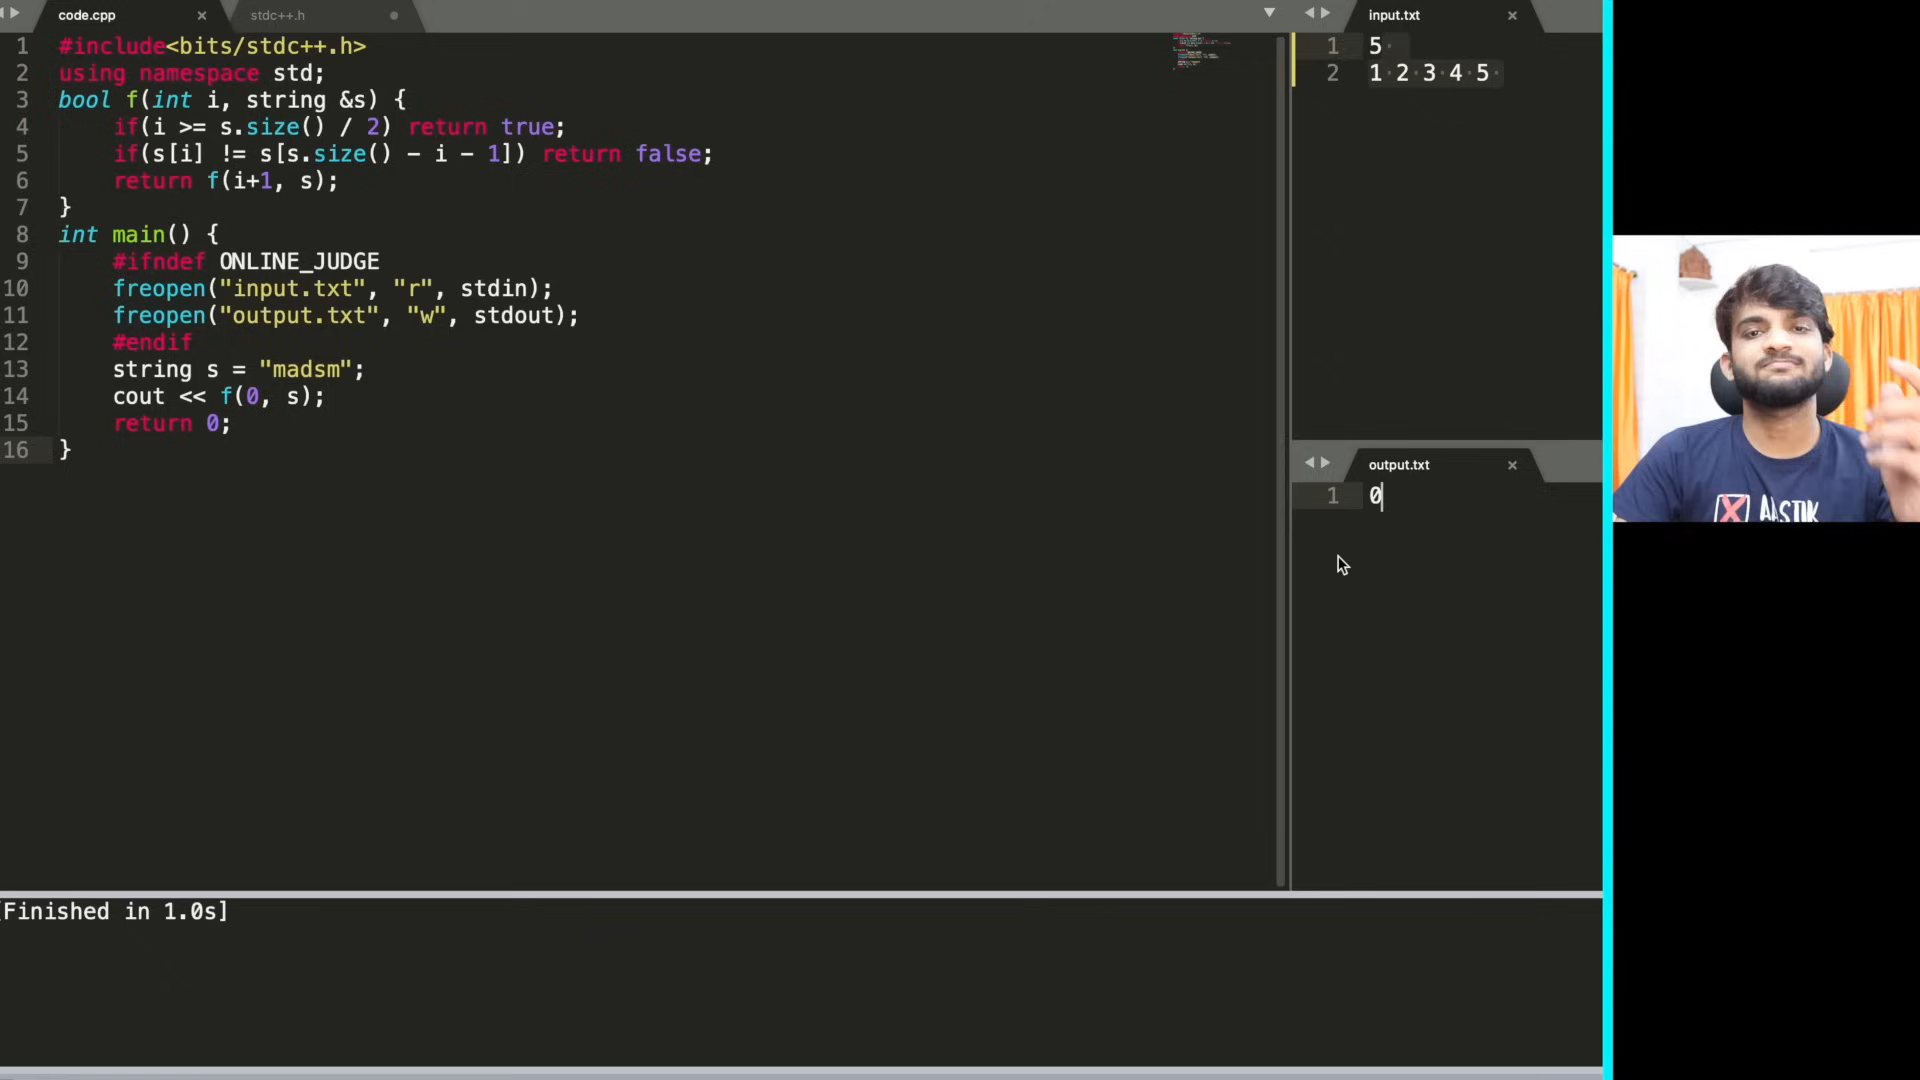 code.cpp
stdc++.h
1 #include<bits/stdc++.h>
2 using namespace std;
3 bool f(int i, string &s) {
4 if(i >= s.size() / 2) return true;
5 if(s[i] != s[s.size() - i - 1]) return false;
6 return f(i+1, s);
7 }
8 int main() {
9 #ifndef ONLINE_JUDGE
10 freopen("input.txt", "r", stdin);
11 freopen("output.txt", "w", stdout);
12 #endif
13 string s = "madsm";
14 cout << f(0, s);
15 return 0;
16 }
input.txt
1 5
2 1 2 3 4 5
output.txt
1 0
[Finished in 1.0s]